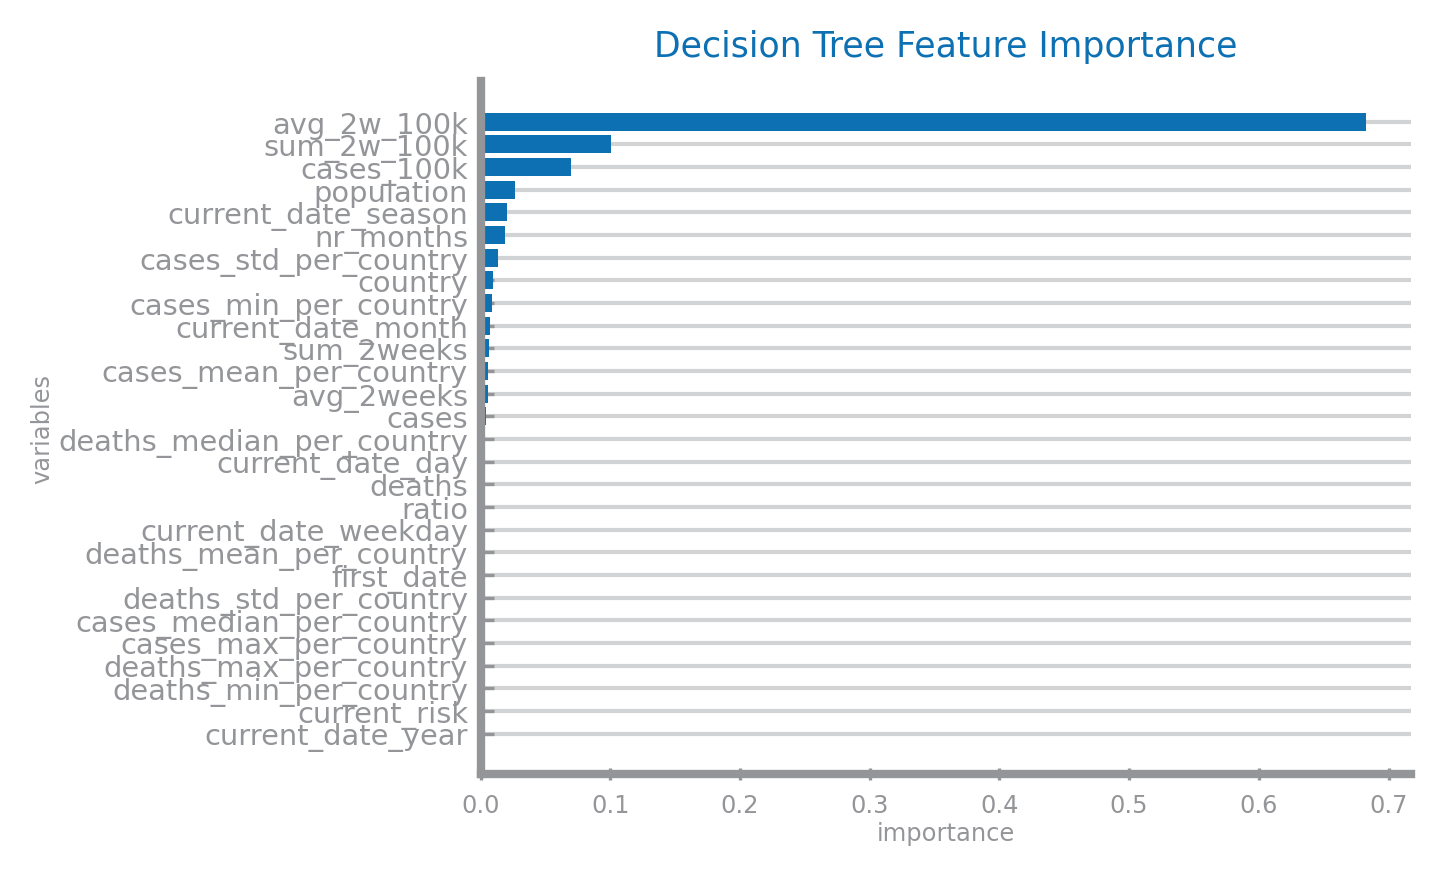 Decision Tree Feature Importance
avg_2w_100k
sum_2w_100k
cases_100k
population
current_date_season
nr_months
cases_std_per_country
country
cases_min_per_country
current_date_month
sum_2weeks
cases_mean_per_country
avg_2weeks
cases
deaths_median_per_country
current_date_day
deaths
ratio
current_date_weekday
deaths_mean_per_country
first_date
deaths_std_per_country
cases_median_per_country
cases_max_per_country
deaths_max_per_country
deaths_min_per_country
current_risk
current_date_year
variables
0.0 0.1 0.2 0.3 0.4 0.5 0.6 0.7
importance